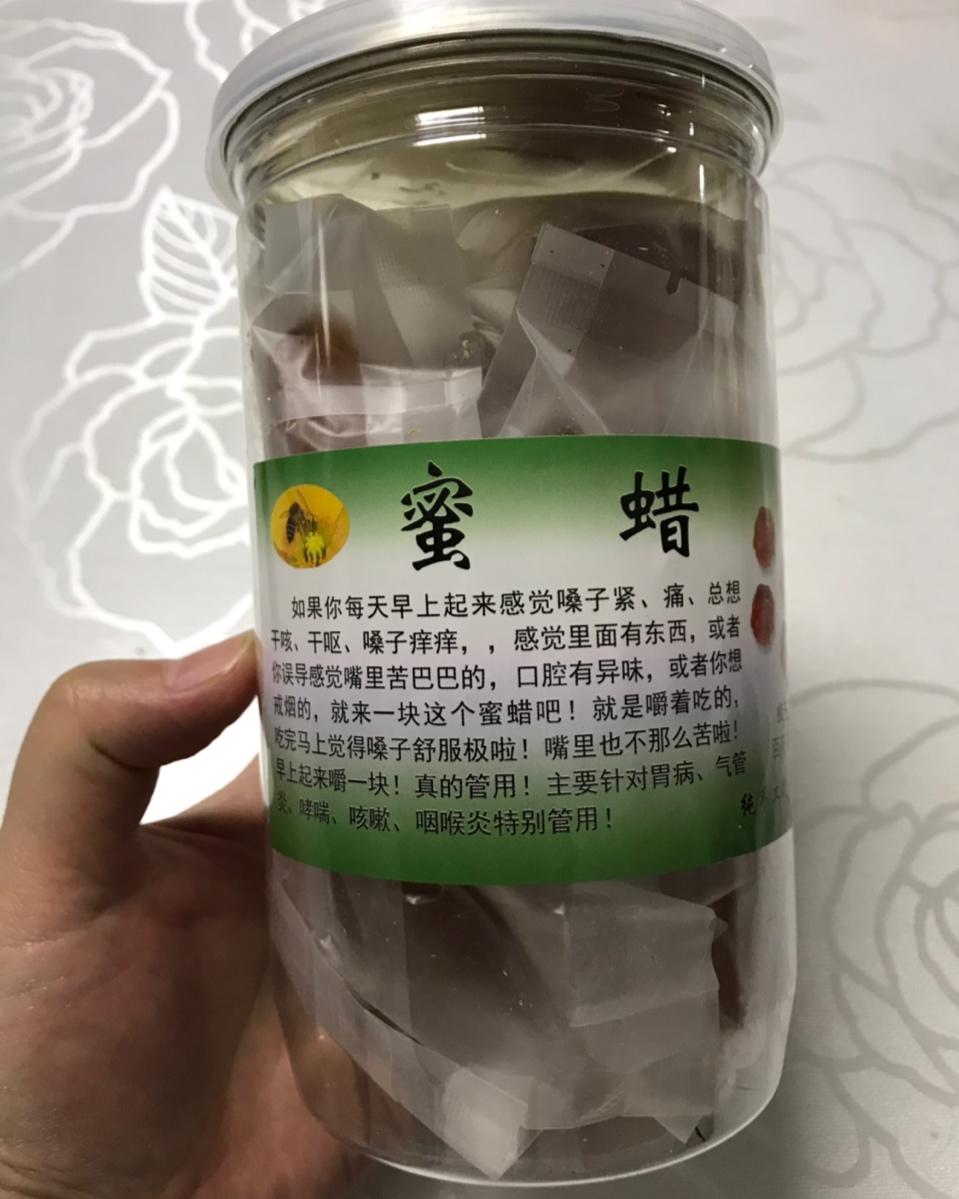 蜜 蜡
如果你每天早上起来感觉嗓子紧、痛、总想
干咳、干呕、嗓子痒痒，，感觉里面有东西，或者
你误导感觉嘴里苦巴巴的，口腔有异味，或者你想
戒烟的，就来一块这个蜜蜡吧！就是嚼着吃的，
吃完马上觉得嗓子舒服极啦！嘴里也不那么苦啦！
早上起来嚼一块！真的管用！主要针对胃病、气管
炎、哮喘、咳嗽、咽喉炎特别管用！
纯